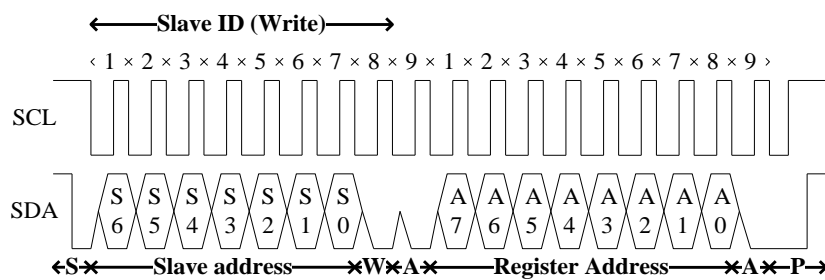 Slave ID (Write)
1 × 2 × 3 × 4 × 5 × 6 × 7 × 8 × 9 × 1 × 2 × 3 × 4 × 5 × 6 × 7 × 8 × 9
SCL
SDA
S6 S5 S4 S3 S2 S1 S0 A7 A6 A5 A4 A3 A2 A1 A0
S Slave address W A Register Address A P